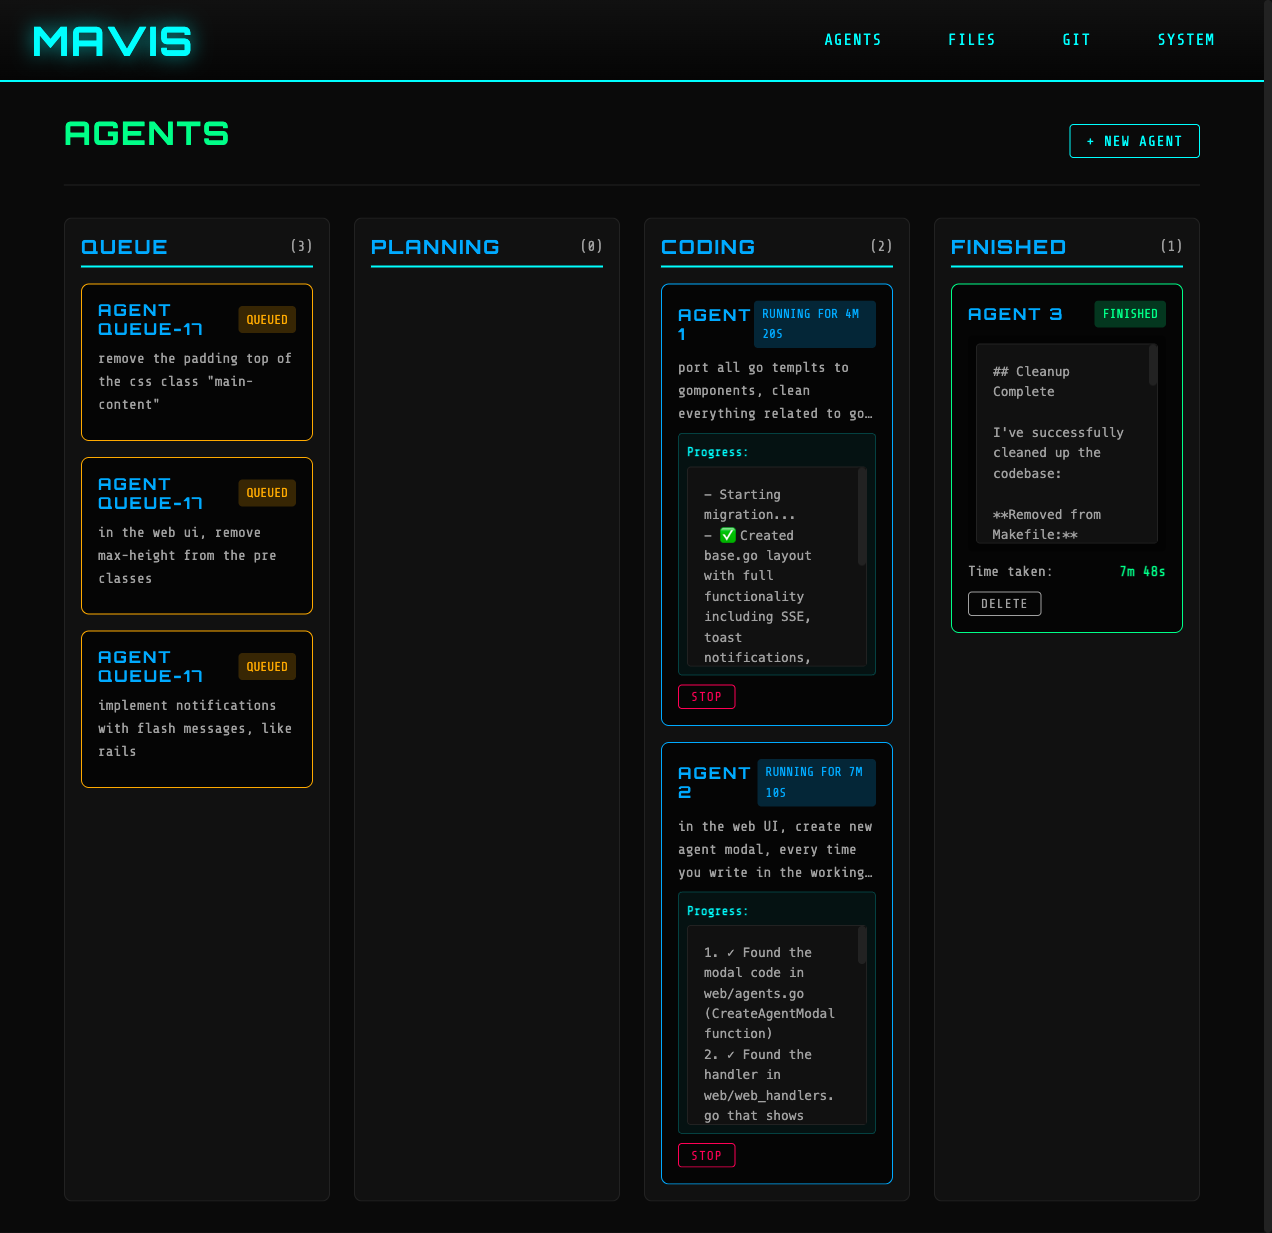 MAVIS
AGENTS
FILES
GIT
SYSTEM
AGENTS
+ NEW AGENT
QUEUE
(3)
AGENT
QUEUE-17
QUEUED
remove the padding top of
the css class "main-
content"
AGENT
QUEUE-17
QUEUED
in the web ui, remove
max-height from the pre
classes
AGENT
QUEUE-17
QUEUED
implement notifications
with flash messages, like
rails
PLANNING
(0)
CODING
(2)
AGENT
1
RUNNING FOR 4M
20S
port all go templts to
gomponents, clean
everything related to go…
Progress:
- Starting
migration...
- ✅ Created
base.go layout
with full
functionality
including SSE,
toast
notifications,
STOP
AGENT
2
RUNNING FOR 7M
10S
in the web UI, create new
agent modal, every time
you write in the working…
Progress:
1. ✓ Found the
modal code in
web/agents.go
(CreateAgentModal
function)
2. ✓ Found the
handler in
web/web_handlers.
go that shows
STOP
FINISHED
(1)
AGENT 3
FINISHED
## Cleanup
Complete
I've successfully
cleaned up the
codebase:
**Removed from
Makefile:**
Time taken:
7m 48s
DELETE